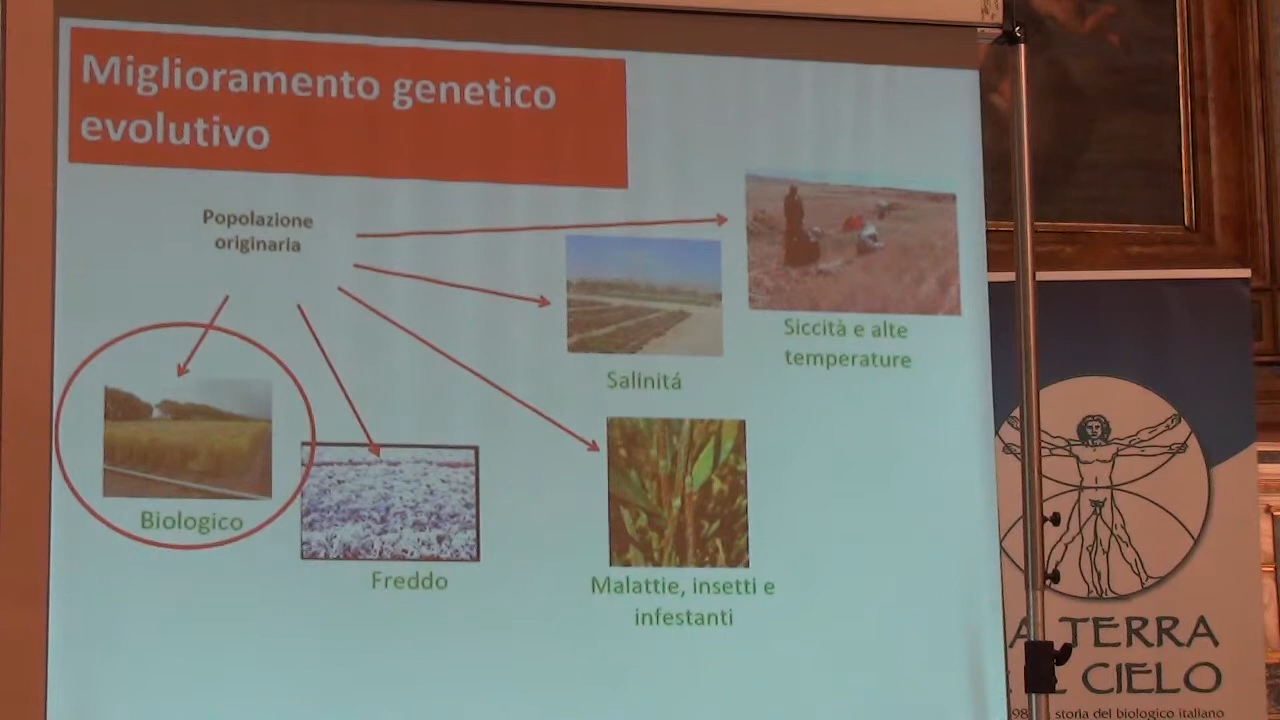 Miglioramento genetico
evolutivo
Popolazione
originaria
Siccità e alte
temperature
Salinitá
Biologico
Freddo
Malattie, insetti e
infestanti
TERRA
CIELO
storia del biologico italiano